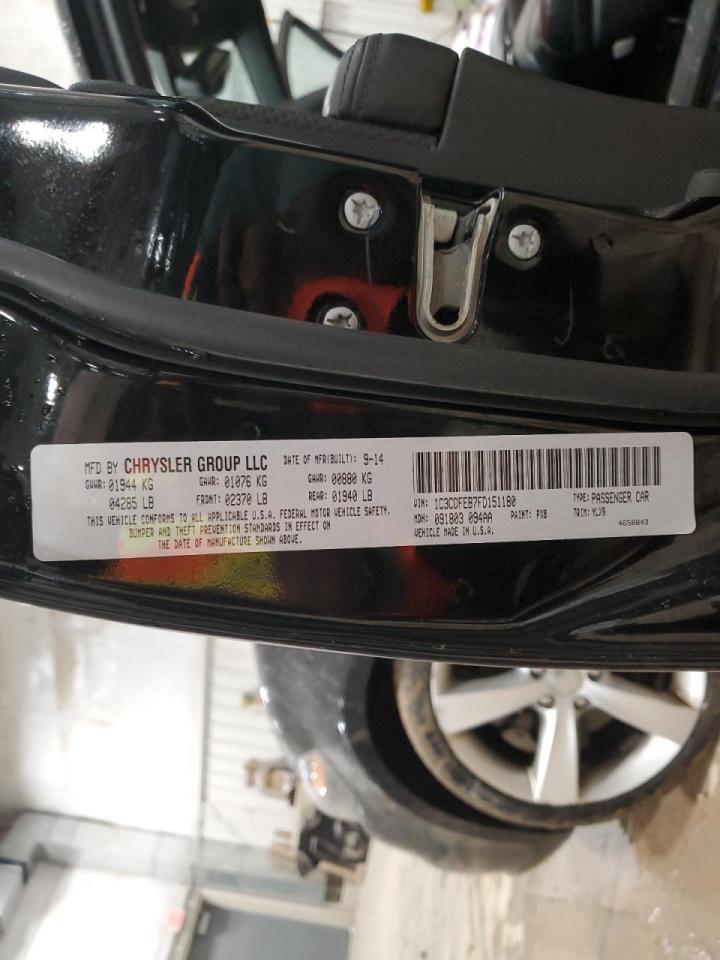 MFD BY CHRYSLER GROUP LLC DATE OF MFR(BUILT): 9-14
GVWR: 01944 KG GAWR: 01076 KG GAWR: 00880 KG
04285 LB FRONT: 02370 LB REAR: 01940 LB
THIS VEHICLE CONFORMS TO ALL APPLICABLE U.S.A. FEDERAL MOTOR VEHICLE SAFETY,
BUMPER AND THEFT PREVENTION STANDARDS IN EFFECT ON
THE DATE OF MANUFACTURE SHOWN ABOVE.
VIN: 1C3CDFEB7FD151180 TYPE: PASSENGER CAR
MDH: 091803 094AA PAINT: PX8 TRIM: YLX9
VEHICLE MADE IN U.S.A. 4658843